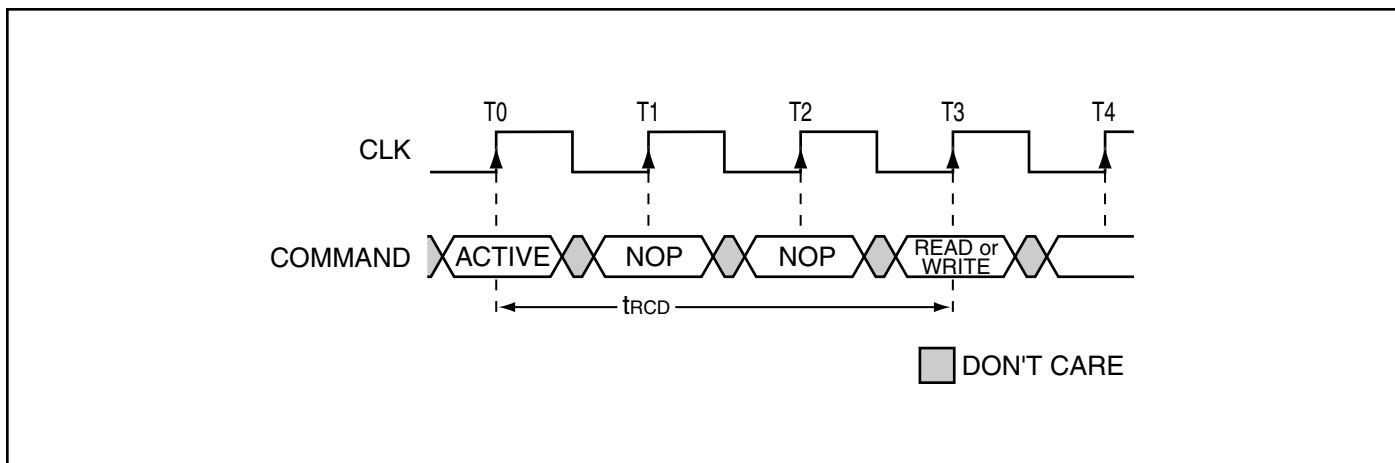 T0 T1 T2 T3 T4
CLK
COMMAND ACTIVE NOP NOP READ or
WRITE
tRCD
DON'T CARE